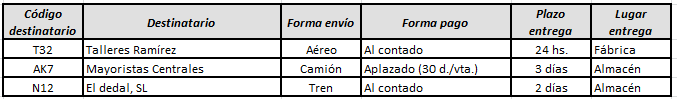 Código destinatario Destinatario Forma envío Forma pago Plazo entrega Lugar entrega
T32 Talleres Ramírez Aéreo Al contado 24 hs. Fábrica
AK7 Mayoristas Centrales Camión Aplazado (30 d./vta.) 3 días Almacén
N12 El dedal, SL Tren Al contado 2 días Almacén